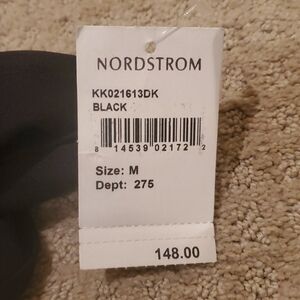 NORDSTROM
KK021613DK
BLACK
8 14539 02172 2
Size: M
Dept: 275
148.00